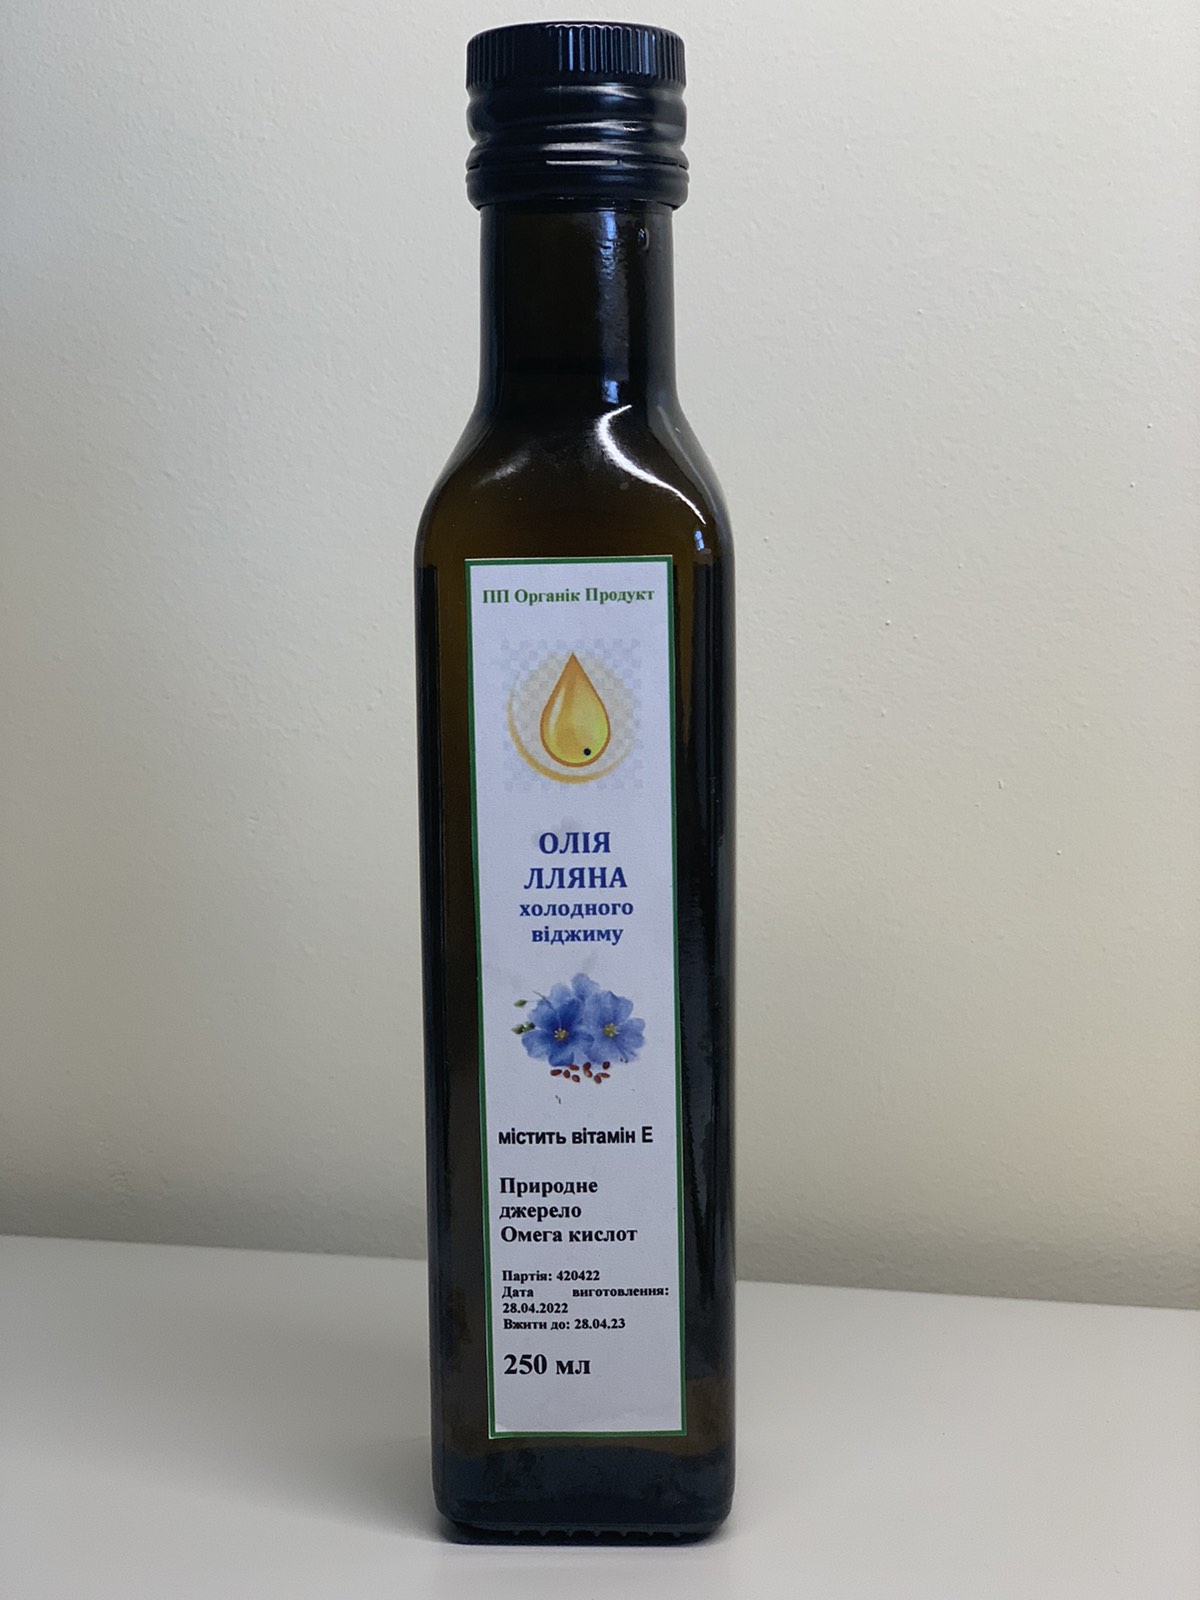 ПП Органік Продукт
ОЛІЯ
ЛЛЯНА
холодного
віджиму
містить вітамін Е
Природне
джерело
Омега кислот
Партія: 420422
Дата виготовлення:
28.04.2022
Вжити до: 28.04.23
250 мл